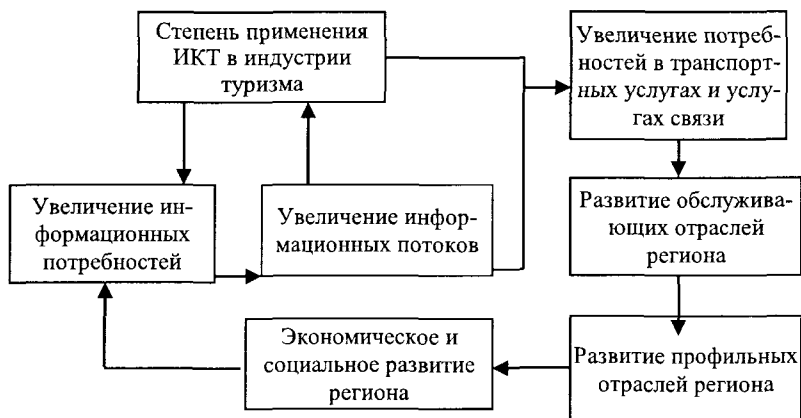 Степень применения
ИКТ в индустрии
туризма
Увеличение потреб-
ностей в транспорт-
ных услугах и услу-
гах связи
Увеличение ин-
формационных
потребностей
Увеличение инфор-
мационных потоков
Развитие обслужива-
ющих отраслей
региона
Экономическое и
социальное развитие
региона
Развитие профильных
отраслей региона